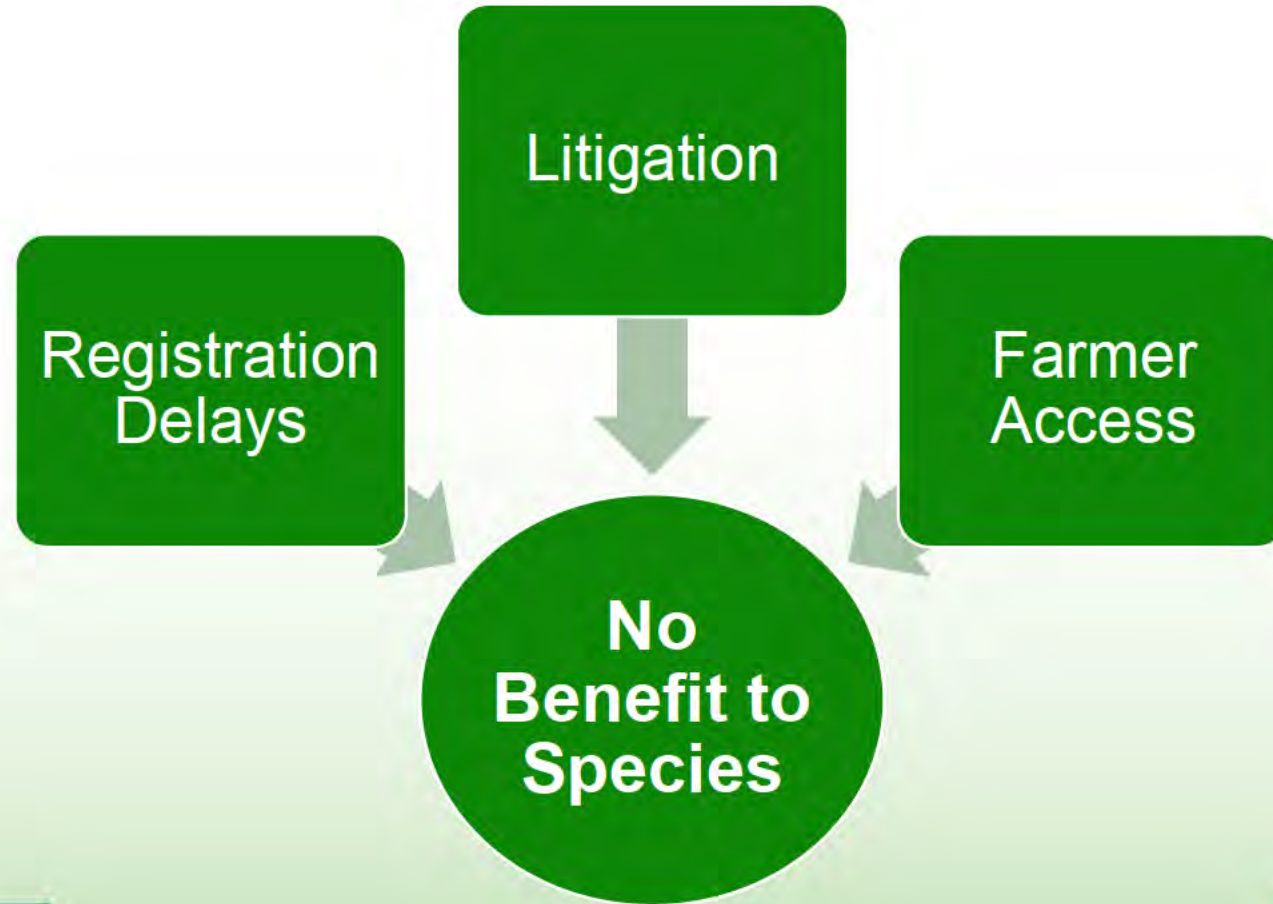 Litigation
Registration
Delays
Farmer
Access
No
Benefit to
Species